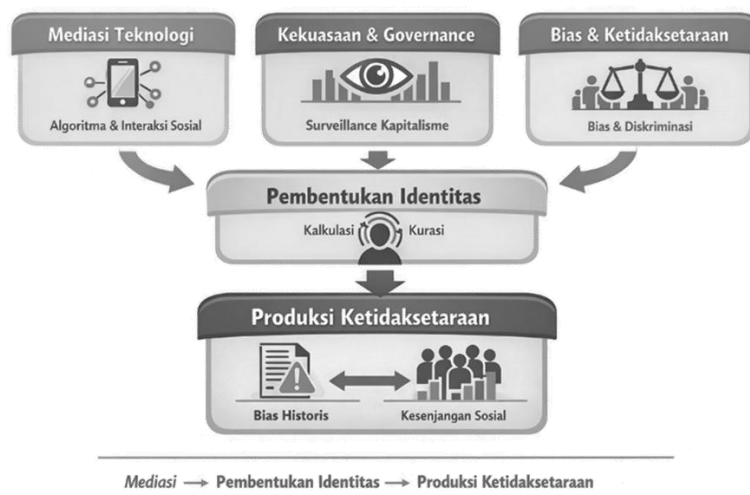 Mediasi Teknologi
Algoritma & Interaksi Sosial
Kekuasaan & Governance
Surveillance Kapitalisme
Bias & Ketidaksetaraan
Bias & Diskriminasi
Pembentukan Identitas
Kalkulasi
Kurasi
Produksi Ketidaksetaraan
Bias Historis
Kesenjangan Sosial
Mediasi → Pembentukan Identitas → Produksi Ketidaksetaraan